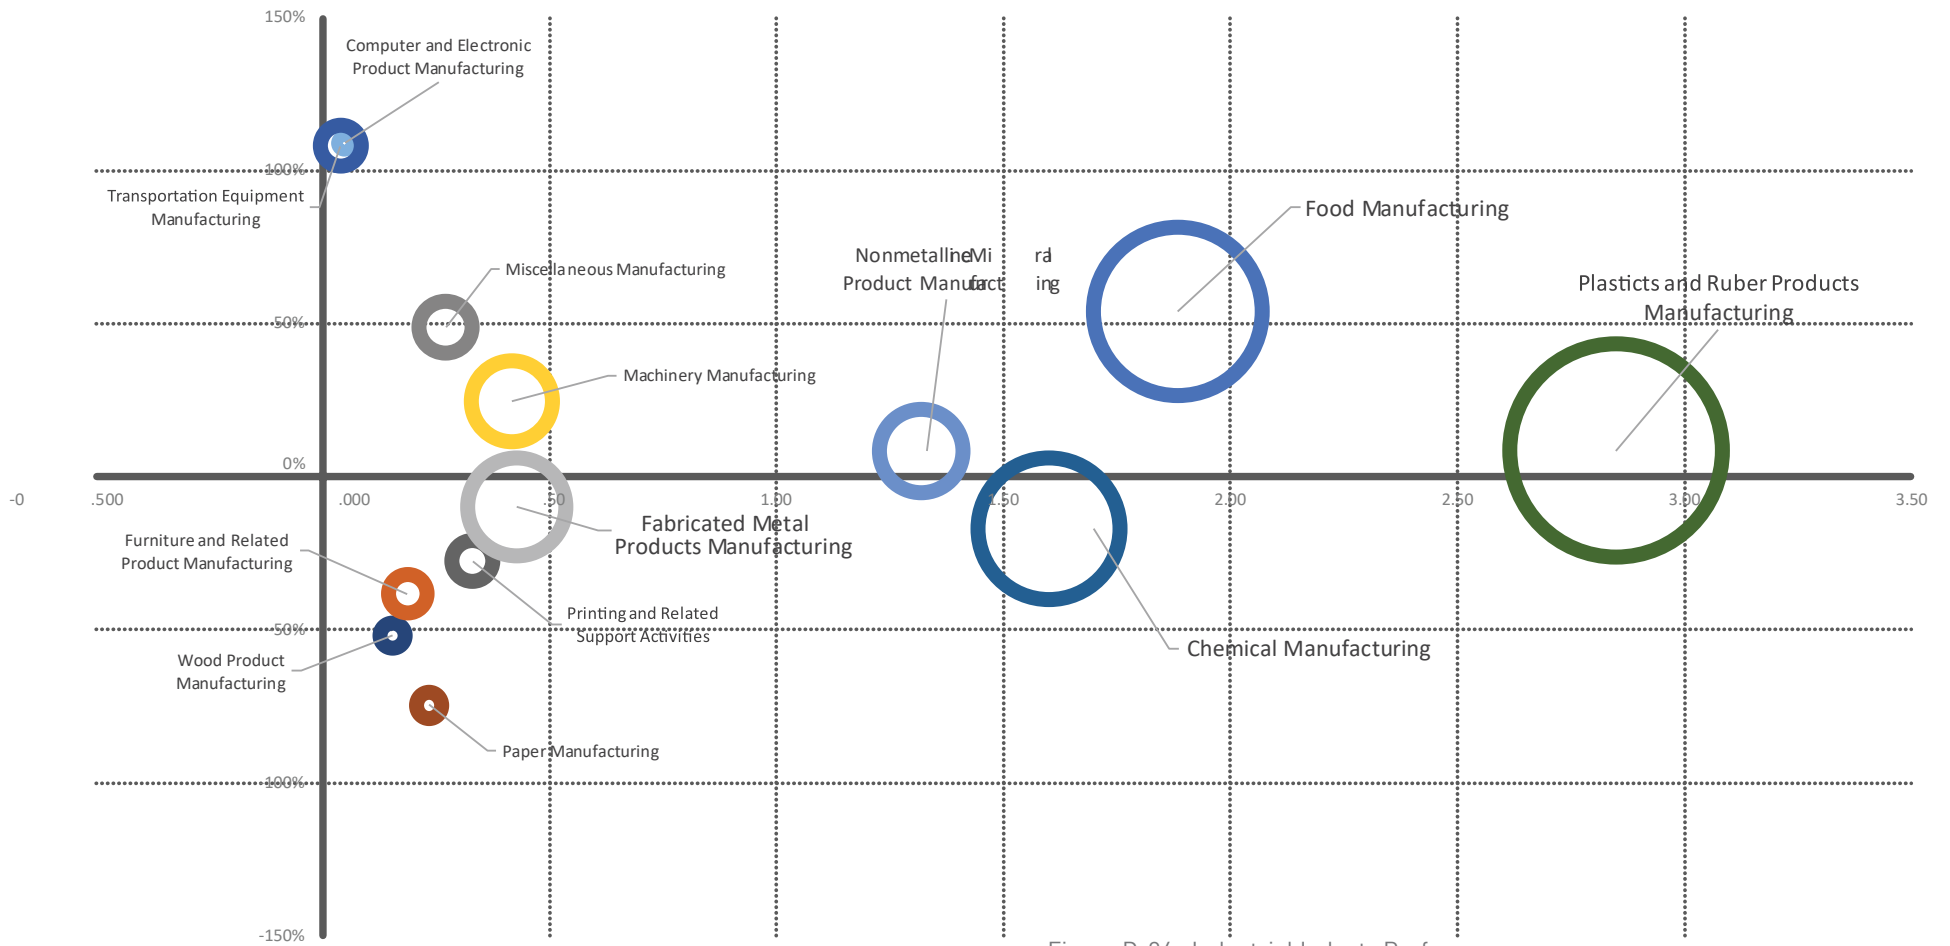 150%
Computer and Electronic
Product Manufacturing
100%
Transportation Equipment
Manufacturing
Food Manufacturing
Miscellaneous Manufacturing
Nonmetallic
Product
Plasticts and Ruber Products
Manufacturing
50%
Machinery Manufacturing
0%
-0 .500 .000 .50 1.00 1.50 2.00 2.50 3.00 3.50
Fabricated Metal
Products Manufacturing
Furniture and Related
Product Manufacturing
Printing and Related
Support Activities
-50%
Chemical Manufacturing
Wood Product
Manufacturing
Paper Manufacturing
-100%
-150%